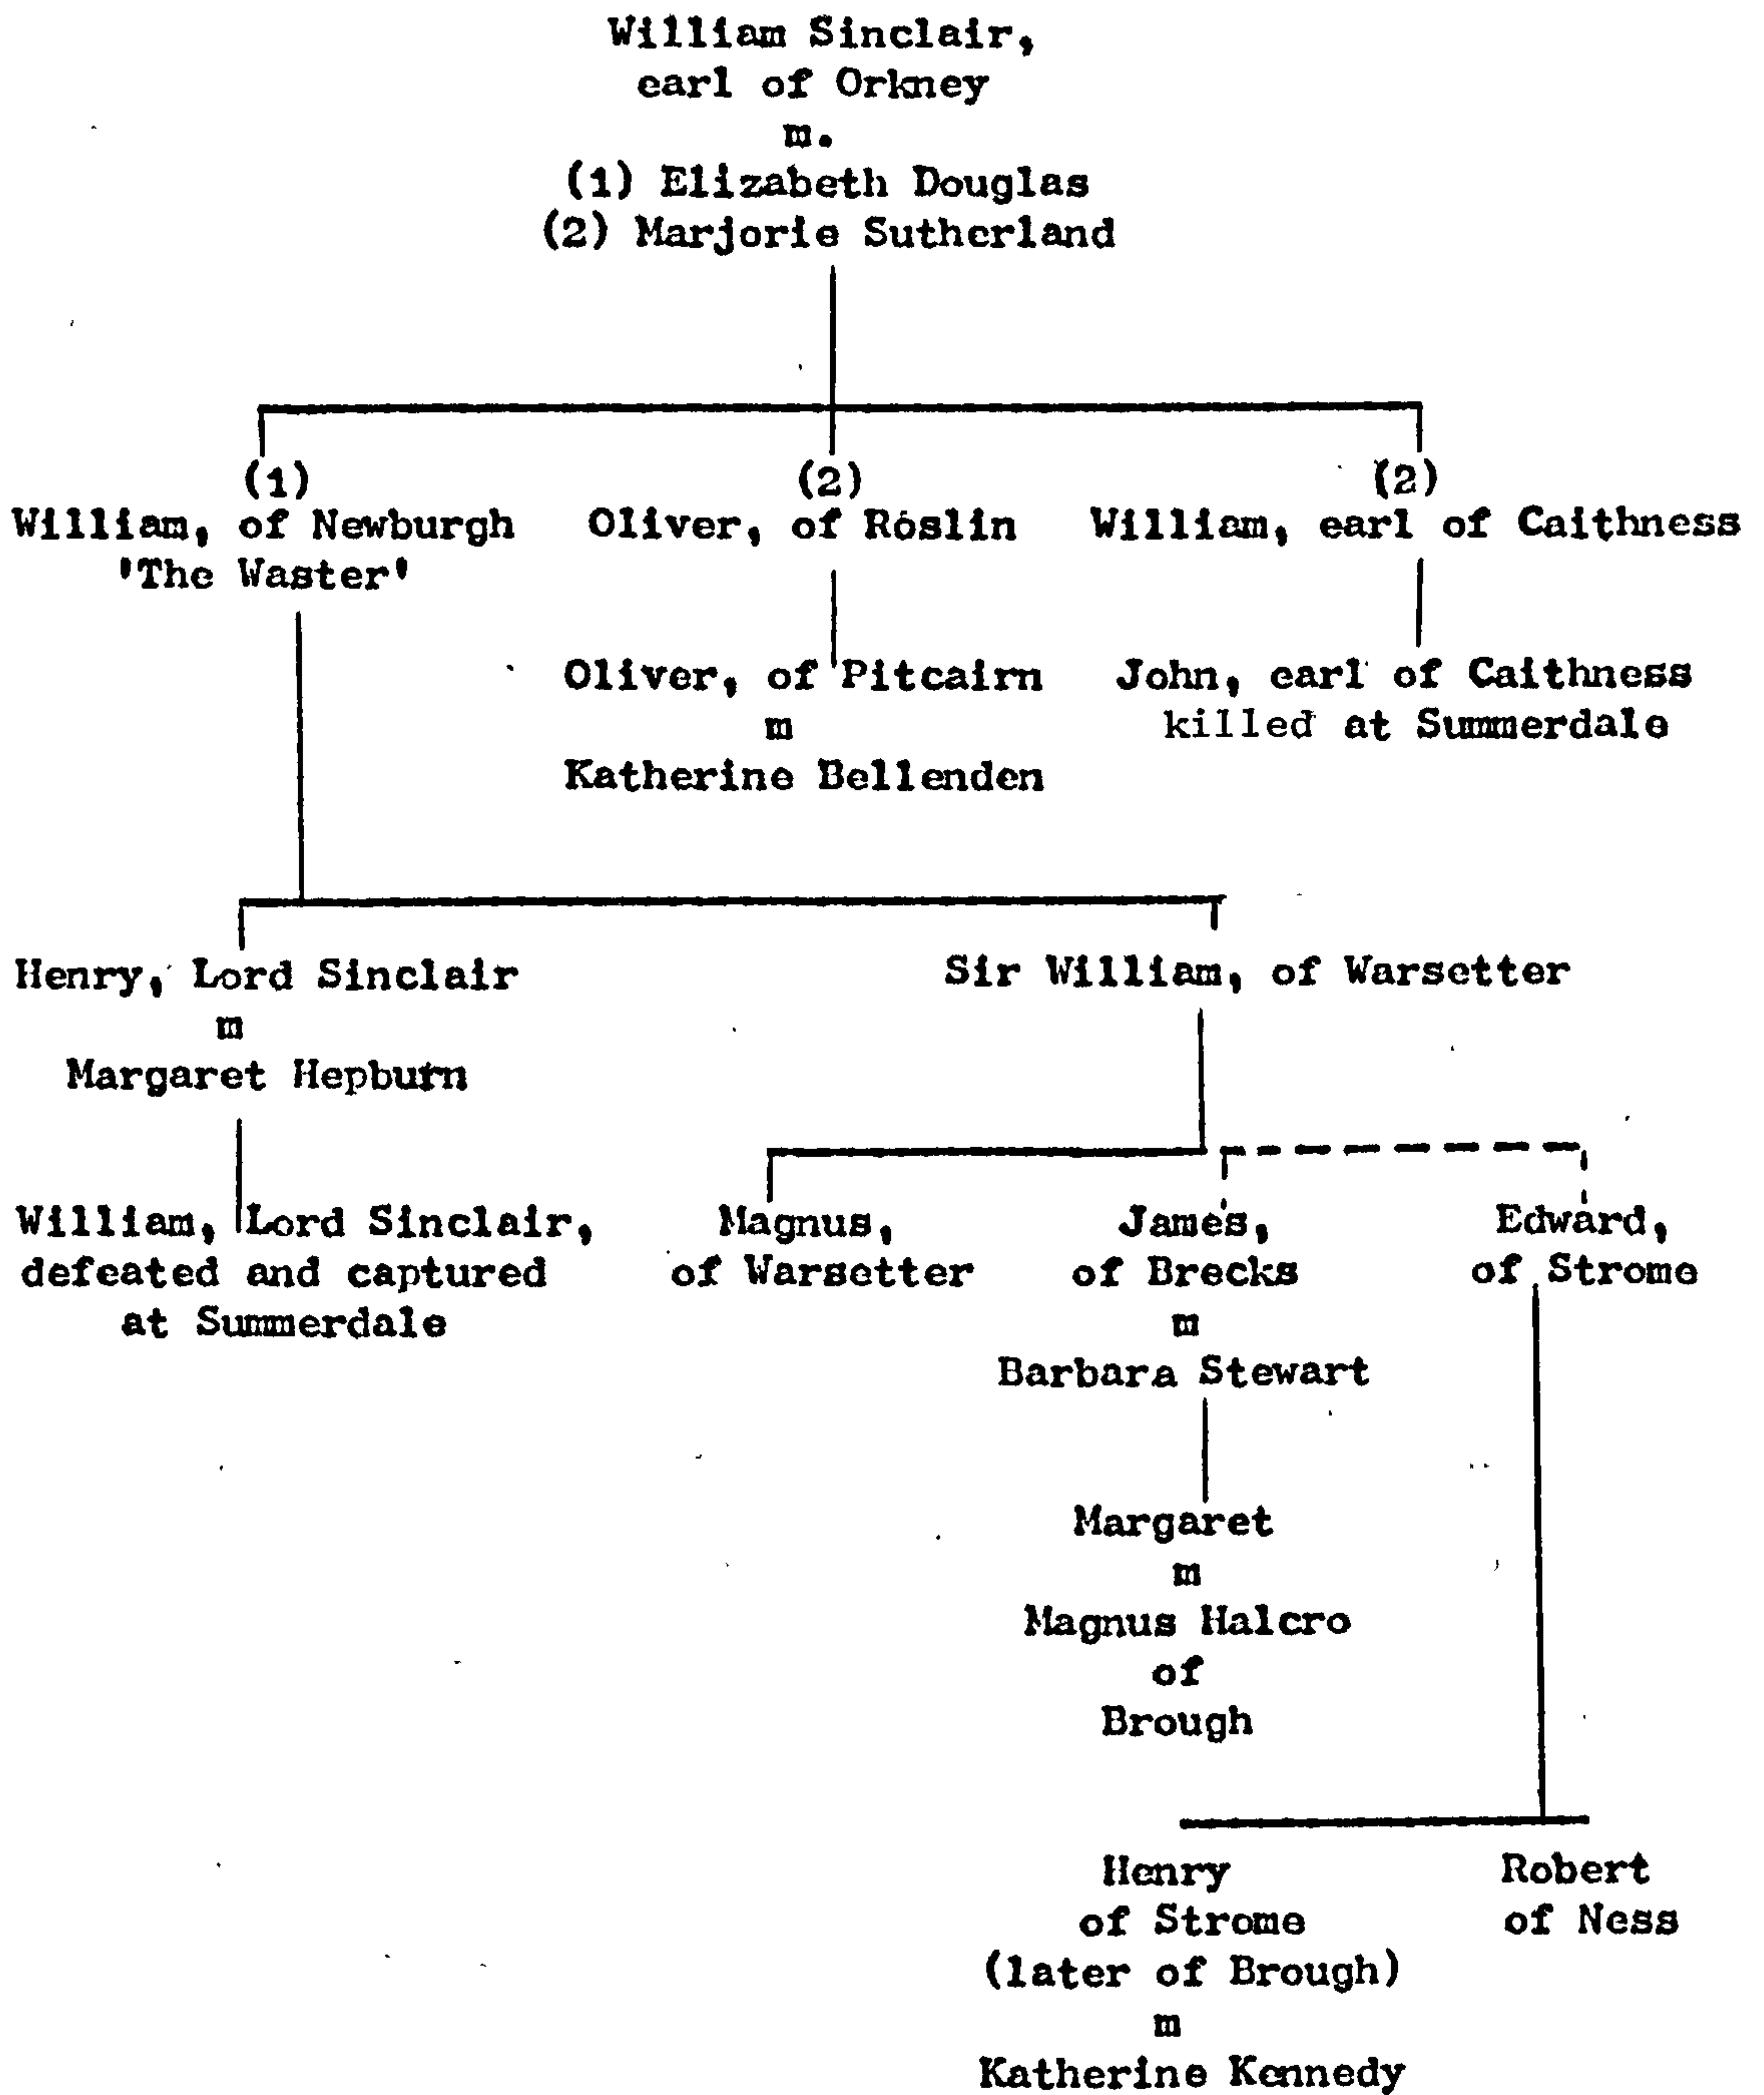 William Sinclair,
earl of Orkney
m.
(1) Elizabeth Douglas
(2) Marjorie Sutherland
(1)
William, of Newburgh
'The Waster'
(2)
Oliver, of Roslin
(2)
William, earl of Caithness
Oliver, of Pitcairn
m
Katherine Bellenden
John, earl of Caithness
killed at Summerdale
Henry, Lord Sinclair
m
Margaret Hepburn
Sir William, of Warsetter
William, Lord Sinclair,
defeated and captured
at Summerdale
Magnus,
of Warsetter
James,
of Brecks
m
Barbara Stewart
Edward,
of Strome
Margaret
m
Magnus Halcro
of
Brough
Henry
of Strome
(later of Brough)
m
Katherine Kennedy
Robert
of Ness